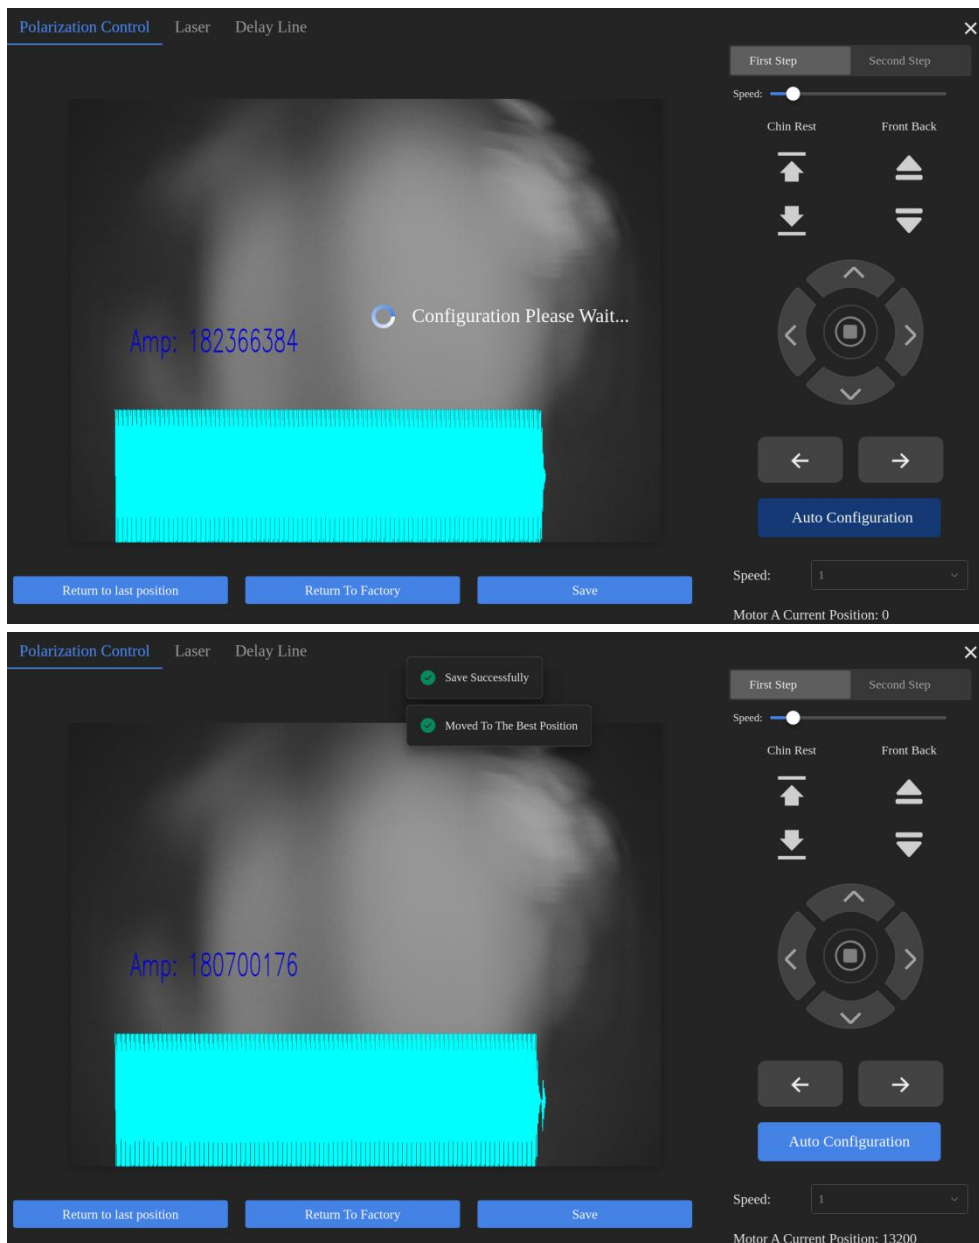 Polarization Control Laser Delay Line
First Step Second Step
Speed:
Chin Rest Front Back
Configuration Please Wait...
Amp: 182366384
Auto Configuration
Return to last position Return To Factory Save
Speed: 1
Motor A Current Position: 0
Polarization Control Laser Delay Line
Save Successfully
First Step Second Step
Moved To The Best Position
Speed:
Chin Rest Front Back
Amp: 180700176
Auto Configuration
Return to last position Return To Factory Save
Speed: 1
Motor A Current Position: 13200